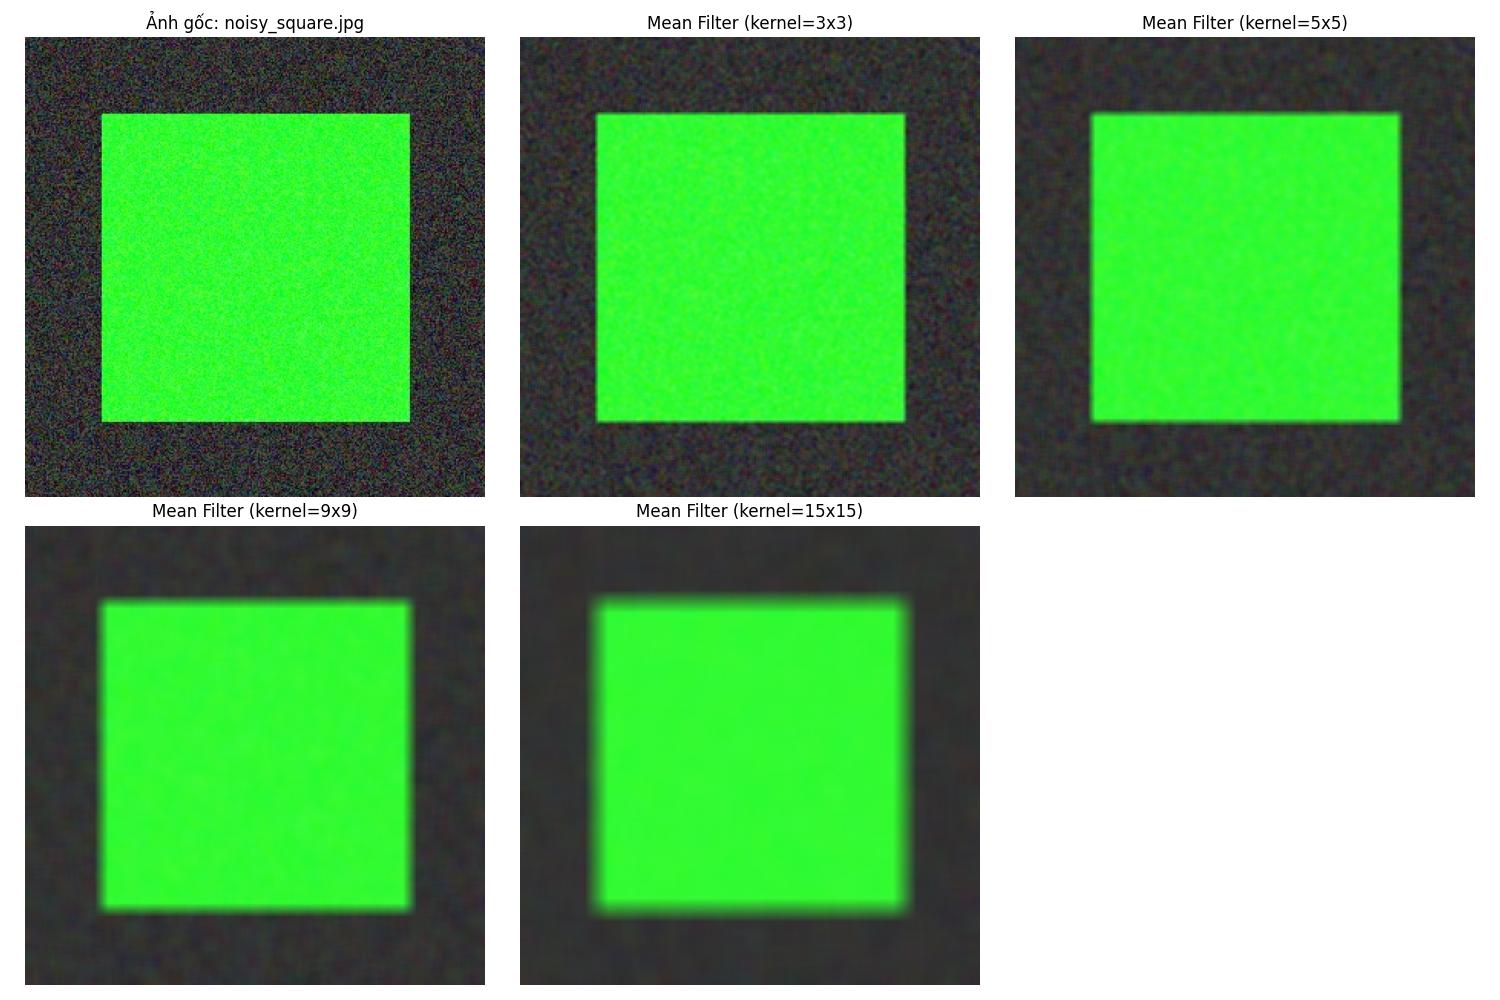 Ảnh gốc: noisy_square.jpg
Mean Filter (kernel=3x3)
Mean Filter (kernel=5x5)
Mean Filter (kernel=9x9)
Mean Filter (kernel=15x15)